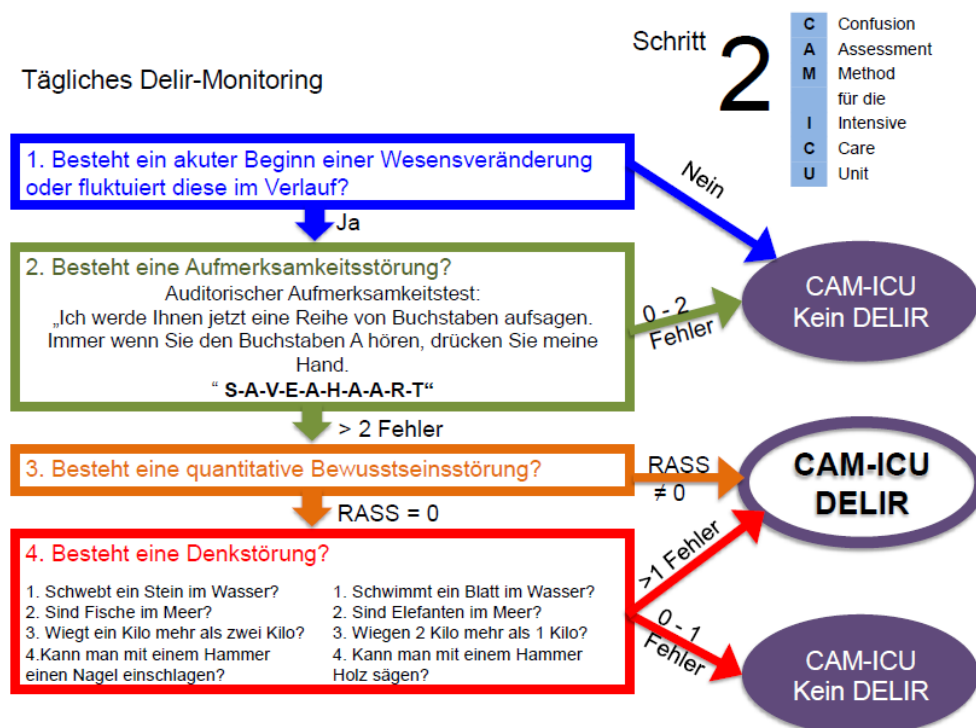 Tägliches Delir-Monitoring
Schritt 2
C Confusion
A Assessment
M Method
für die
I Intensive
C Care
U Unit
1. Besteht ein akuter Beginn einer Wesensveränderung
oder fluktuiert diese im Verlauf?
Nein
Ja
CAM-ICU
Kein DELIR
2. Besteht eine Aufmerksamkeitsstörung?
Auditorischer Aufmerksamkeitstest:
„Ich werde Ihnen jetzt eine Reihe von Buchstaben aufsagen.
Immer wenn Sie den Buchstaben A hören, drücken Sie meine
Hand.
“ S-A-V-E-A-H-A-A-R-T“
0 - 2
Fehler
> 2 Fehler
3. Besteht eine quantitative Bewusstseinsstörung?
RASS
≠ 0
CAM-ICU
DELIR
RASS = 0
4. Besteht eine Denkstörung?
1. Schwebt ein Stein im Wasser?
2. Sind Fische im Meer?
3. Wiegt ein Kilo mehr als zwei Kilo?
4.Kann man mit einem Hammer
einen Nagel einschlagen?
1. Schwimmt ein Blatt im Wasser?
2. Sind Elefanten im Meer?
3. Wiegen 2 Kilo mehr als 1 Kilo?
4. Kann man mit einem Hammer
Holz sägen?
>1 Fehler
0 - 1
Fehler
CAM-ICU
Kein DELIR